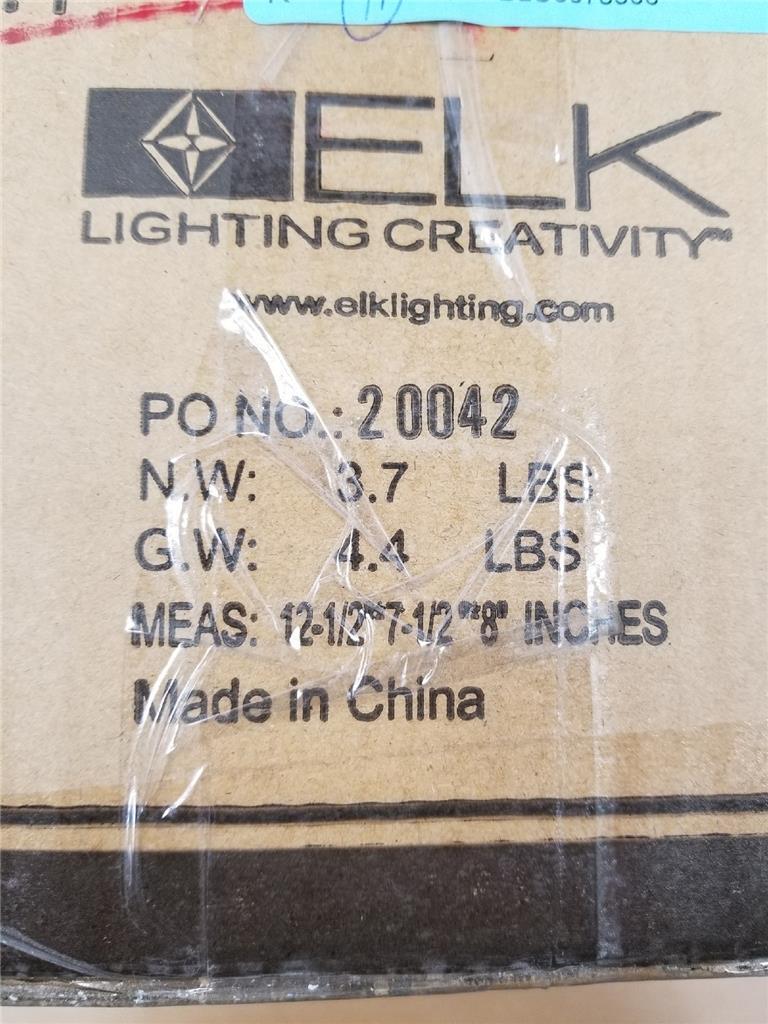 ELK
LIGHTING CREATIVITY™
www.elklighting.com
PO NO.: 20042
N.W: 3.7 LBS
G.W: 4.4 LBS
MEAS: 12-1/2"*7-1/2"*8" INCHES
Made in China